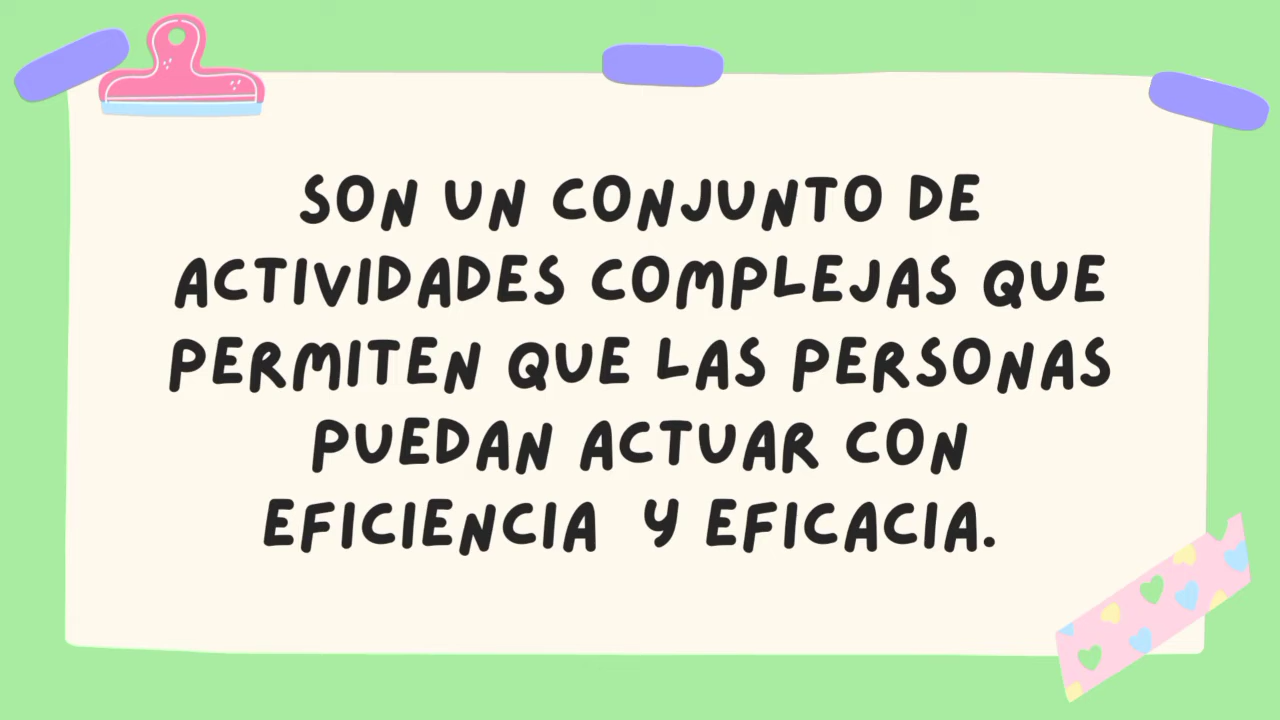 SON UN CONJUNTO DE
ACTIVIDADES COMPLEJAS QUE
PERMITEN QUE LAS PERSONAS
PUEDAN ACTUAR CON
EFICIENCIA Y EFICACIA.